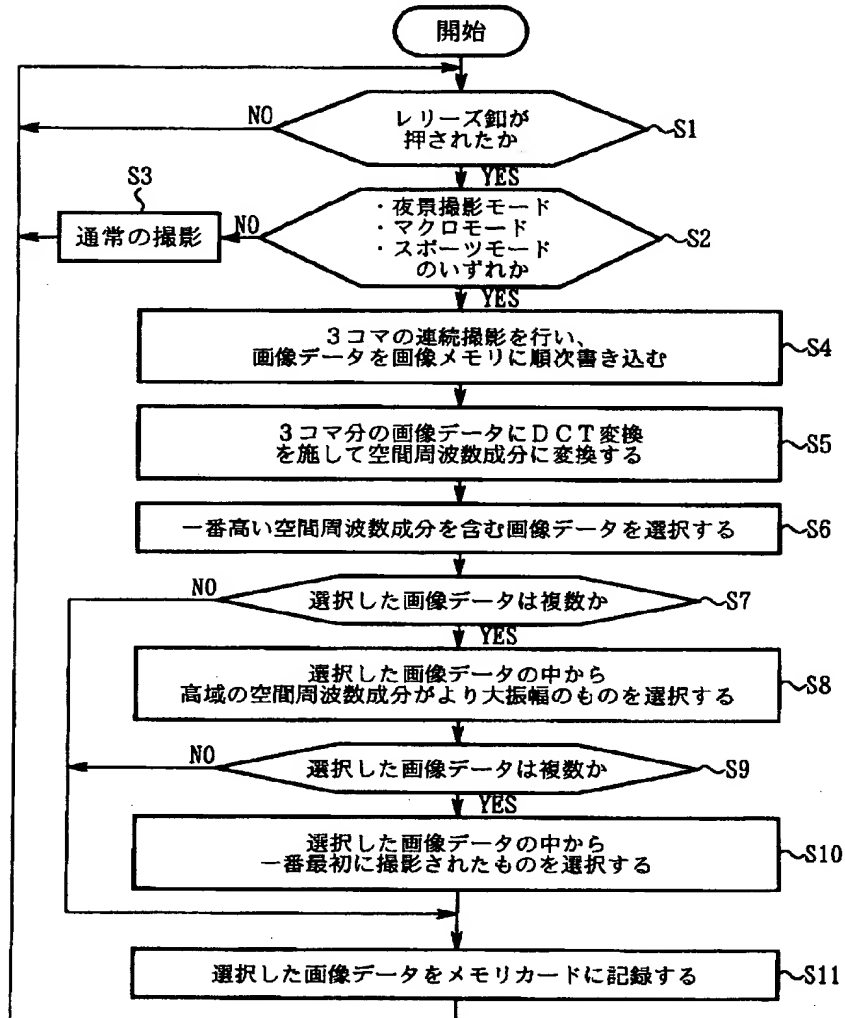 開始
NO
レリーズ釦が
押されたか
S1
YES
S3
通常の撮影
NO
・夜景撮影モード
・マクロモード
・スポーツモード
のいずれか
S2
YES
3コマの連続撮影を行い、
画像データを画像メモリに順次書き込む
S4
3コマ分の画像データにDCT変換
を施して空間周波数成分に変換する
S5
一番高い空間周波数成分を含む画像データを選択する
S6
NO
選択した画像データは複数か
S7
YES
選択した画像データの中から
高域の空間周波数成分がより大振幅のものを選択する
S8
NO
選択した画像データは複数か
S9
YES
選択した画像データの中から
一番最初に撮影されたものを選択する
S10
選択した画像データをメモリカードに記録する
S11